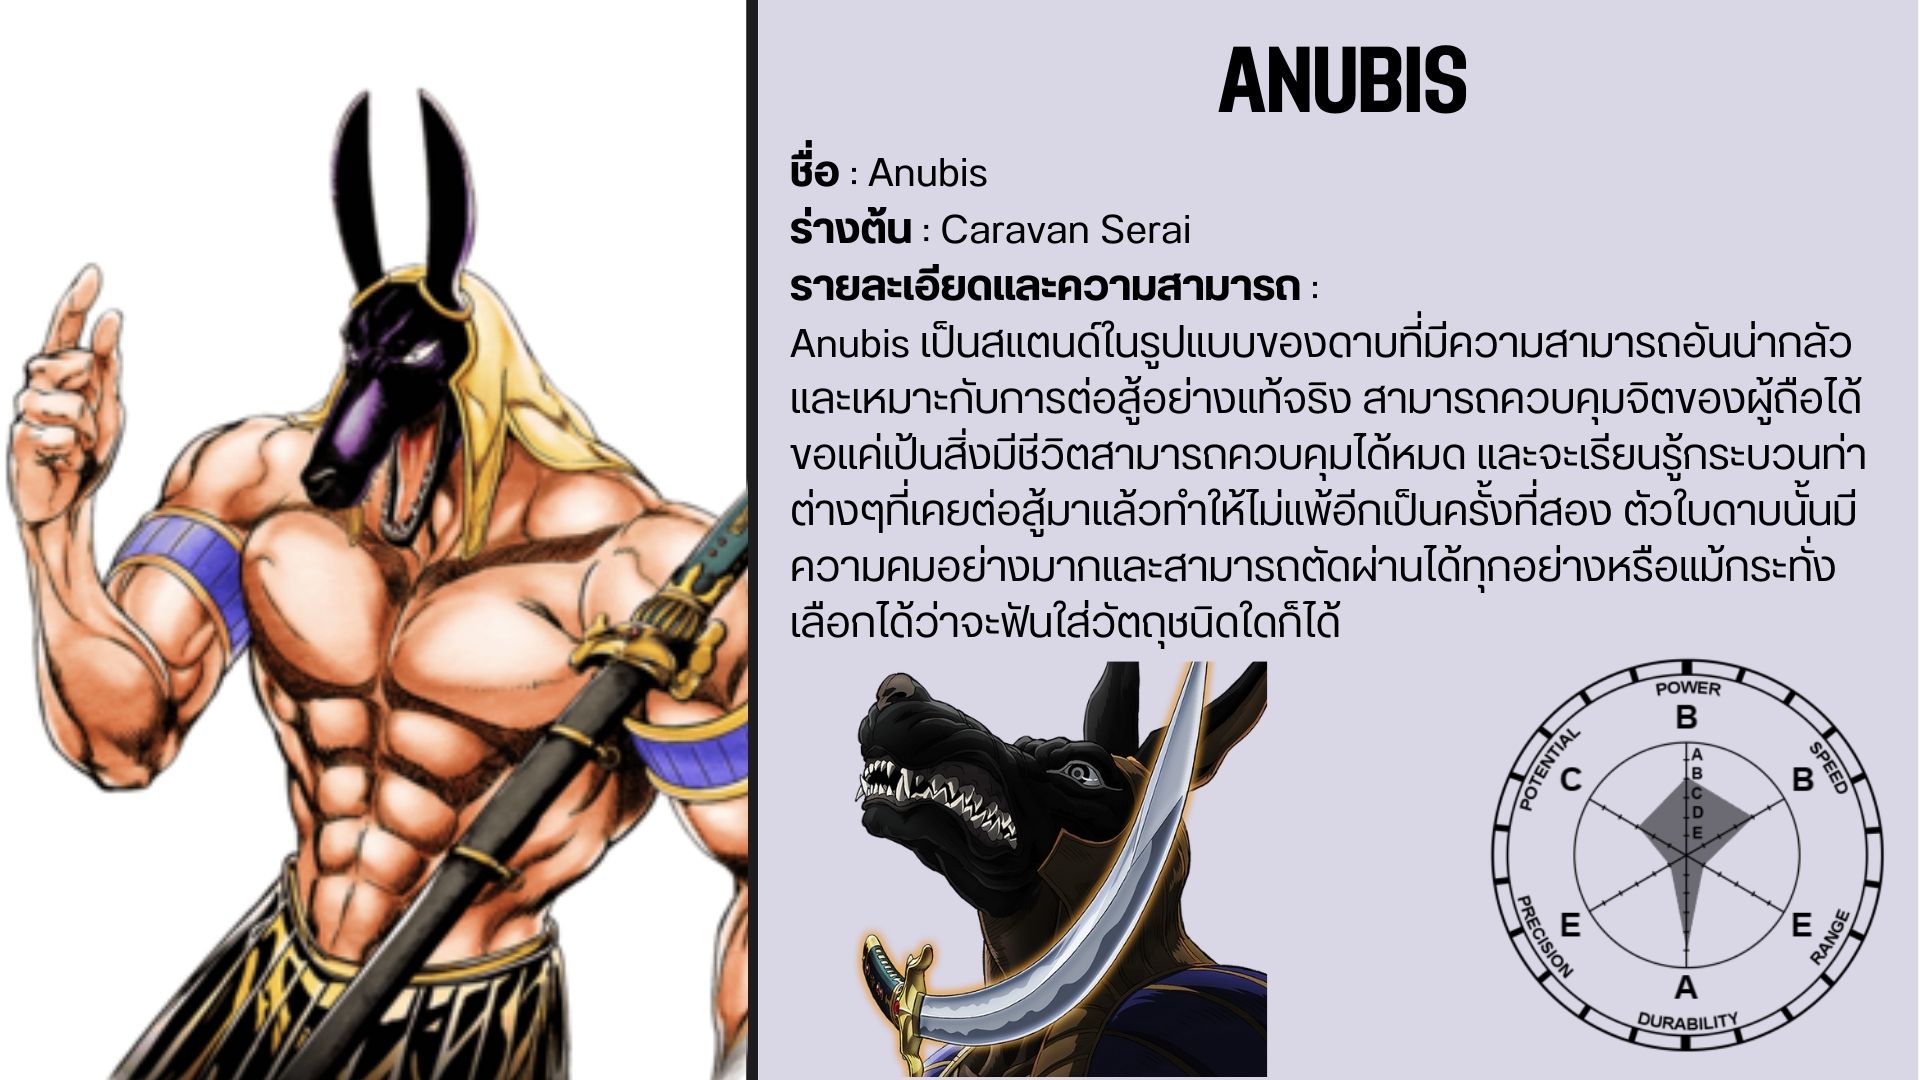 ANUBIS
ชื่อ : Anubis
ร่างต้น : Caravan Serai
รายละเอียดและความสามารถ :
Anubis เป็นสแตนด์ในรูปแบบของดาบที่มีความสามารถอันน่ากลัว
และเหมาะกับการต่อสู้อย่างแท้จริง สามารถควบคุมจิตของผู้ถือได้
ขอแค่เป้นสิ่งมีชีวิตสามารถควบคุมได้หมด และจะเรียนรู้กระบวนท่า
ต่างๆที่เคยต่อสู้มาแล้วทำให้ไม่แพ้อีกเป็นครั้งที่สอง ตัวใบดาบนั้นมี
ความคมอย่างมากและสามารถตัดผ่านได้ทุกอย่างหรือแม้กระทั่ง
เลือกได้ว่าจะฟันใส่วัตถุชนิดใดก็ได้
POWER
B
SPEED
B
RANGE
E
DURABILITY
A
PRECISION
E
POTENTIAL
C
A
B
C
D
E